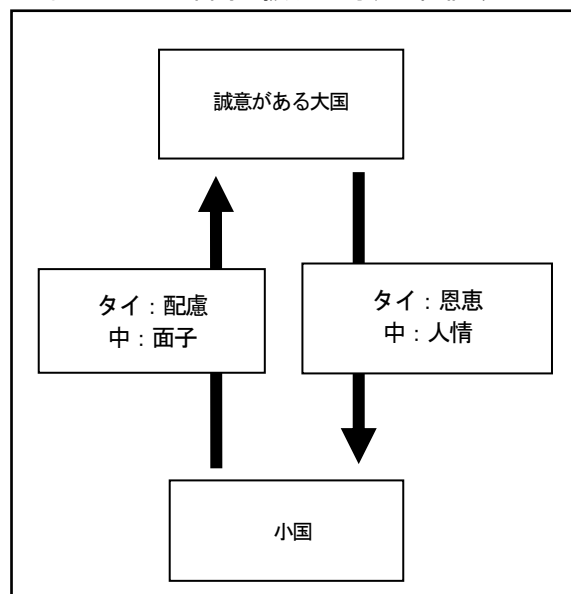 誠意がある大国
タイ：配慮
中：面子
タイ：恩恵
中：人情
小国